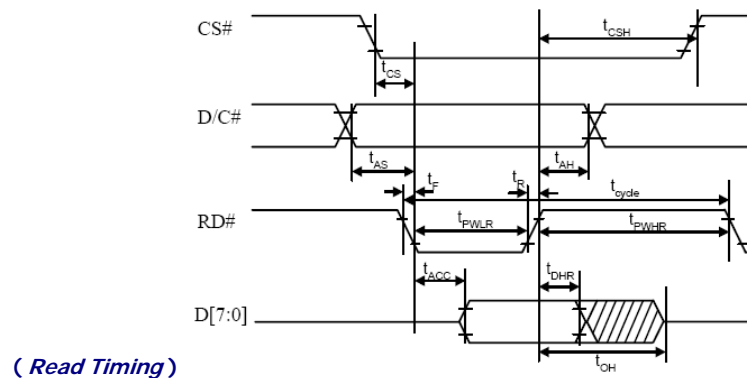 CS#
tCSH
tCS
D/C#
tAS
tF
tR
tAH
tcycle
RD#
tPWLR
tPWHR
tACC
tDHR
D[7:0]
tOH
( Read Timing )